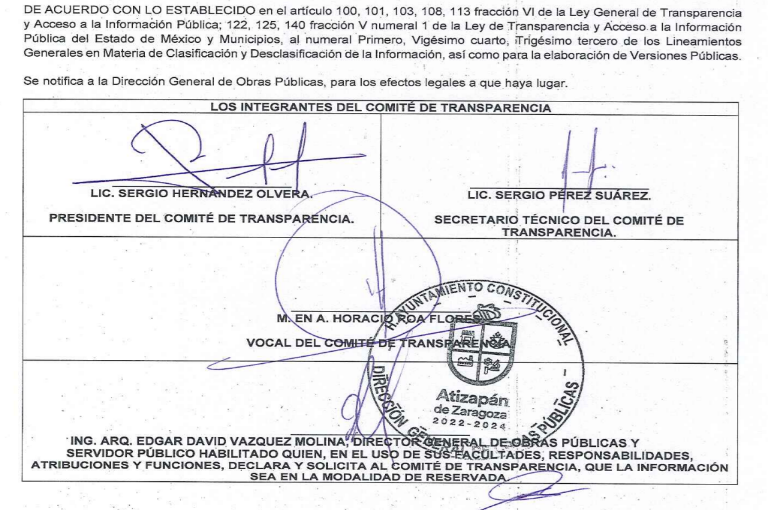 DE ACUERDO CON LO ESTABLECIDO en el artículo 100, 101, 103, 108, 113 fracción VI de la Ley General de Transparencia
y Acceso a la Información Pública; 122, 125, 140 fracción V numeral 1 de la Ley de Transparencia y Acceso a la Información
Pública del Estado de México y Municipios, al numeral Primero, Vigésimo cuarto, Trigésimo tercero de los Lineamientos
Generales en Materia de Clasificación y Desclasificación de la Información, así como para la elaboración de Versiones Públicas.
Se notifica a la Dirección General de Obras Públicas, para los efectos legales a que haya lugar.
LOS INTEGRANTES DEL COMITÉ DE TRANSPARENCIA
LIC. SERGIO HERNÁNDEZ OLVERA.
PRESIDENTE DEL COMITÉ DE TRANSPARENCIA.
LIC. SERGIO PÉREZ SUÁREZ.
SECRETARIO TÉCNICO DEL COMITÉ DE
TRANSPARENCIA.
M. EN A. HORACIO ROA FLORES
VOCAL DEL COMITÉ DE TRANSPARENCIA
H. AYUNTAMIENTO CONSTITUCIONAL
Atizapán
de Zaragoza
2022-2024
DIRECCIÓN GENERAL DE OBRAS PÚBLICAS
ING. ARQ. EDGAR DAVID VAZQUEZ MOLINA, DIRECTOR GENERAL DE OBRAS PÚBLICAS Y
SERVIDOR PÚBLICO HABILITADO QUIEN, EN EL USO DE SUS FACULTADES, RESPONSABILIDADES,
ATRIBUCIONES Y FUNCIONES, DECLARA Y SOLICITA AL COMITÉ DE TRANSPARENCIA, QUE LA INFORMACIÓN
SEA EN LA MODALIDAD DE RESERVADA.